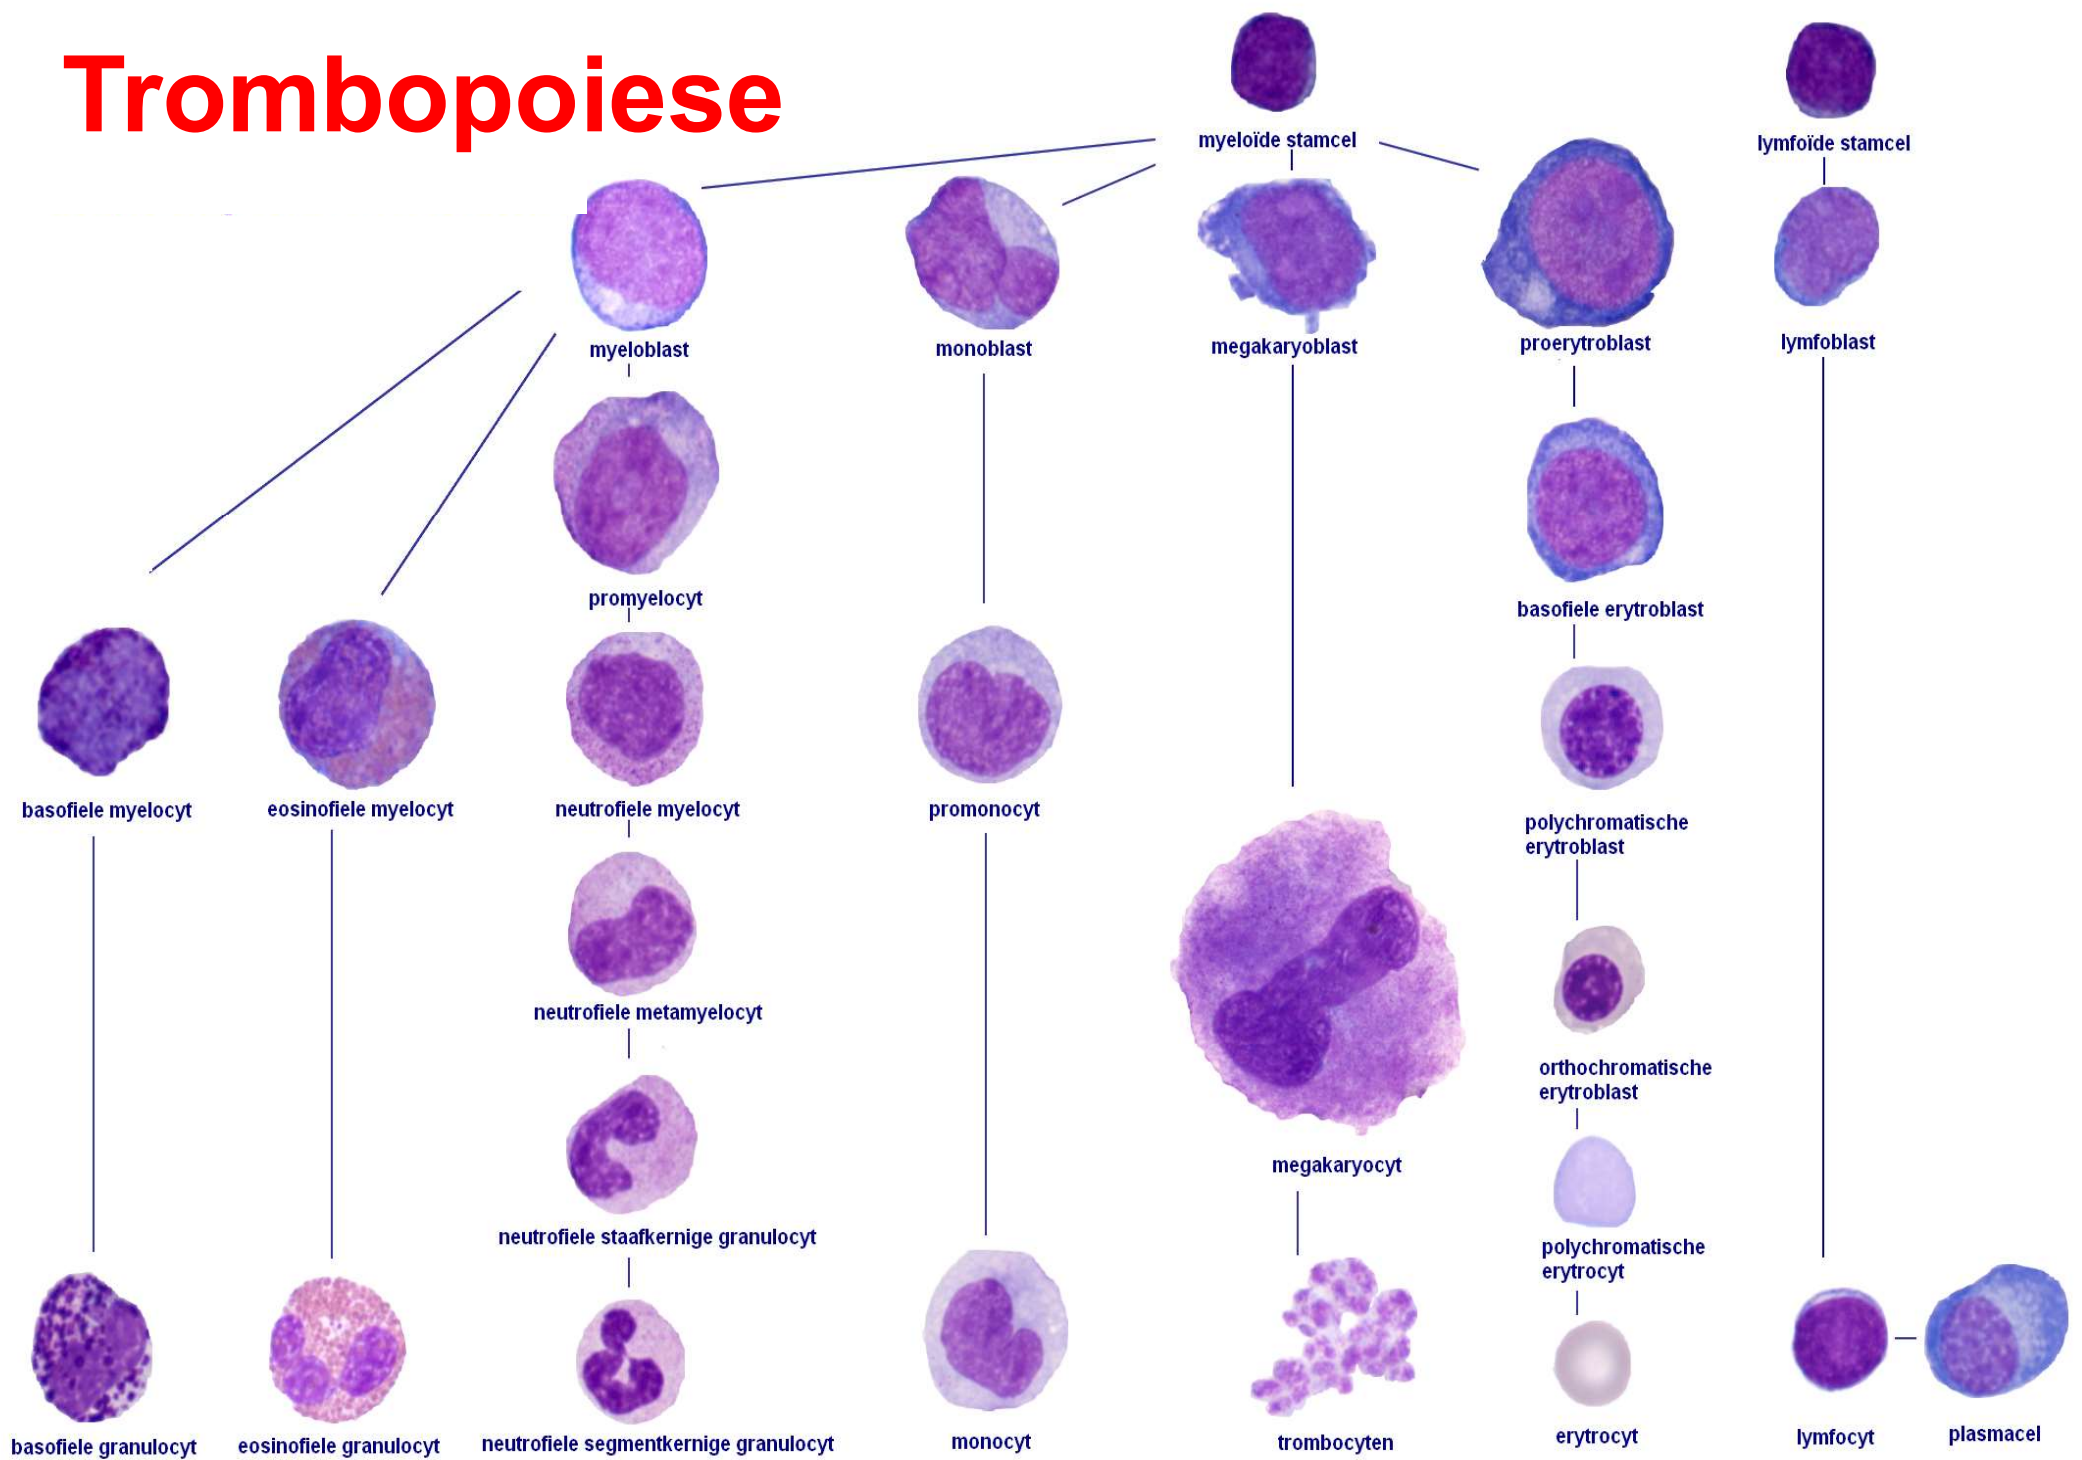 Trombopoiese
myeloïde stamcel
lymfoïde stamcel
myeloblast
monoblast
megakaryoblast
proerytroblast
lymfoblast
promyelocyt
basofiele erytroblast
basofiele myelocyt
eosinofiele myelocyt
neutrofiele myelocyt
promonocyt
polychromatische
erytroblast
neutrofiele metamyelocyt
orthochromatische
erytroblast
megakaryocyt
neutrofiele staafkernige granulocyt
polychromatische
erytrocyt
basofiele granulocyt
eosinofiele granulocyt
neutrofiele segmentkernige granulocyt
monocyt
trombocyten
erytrocyt
lymfocyt
plasmacel